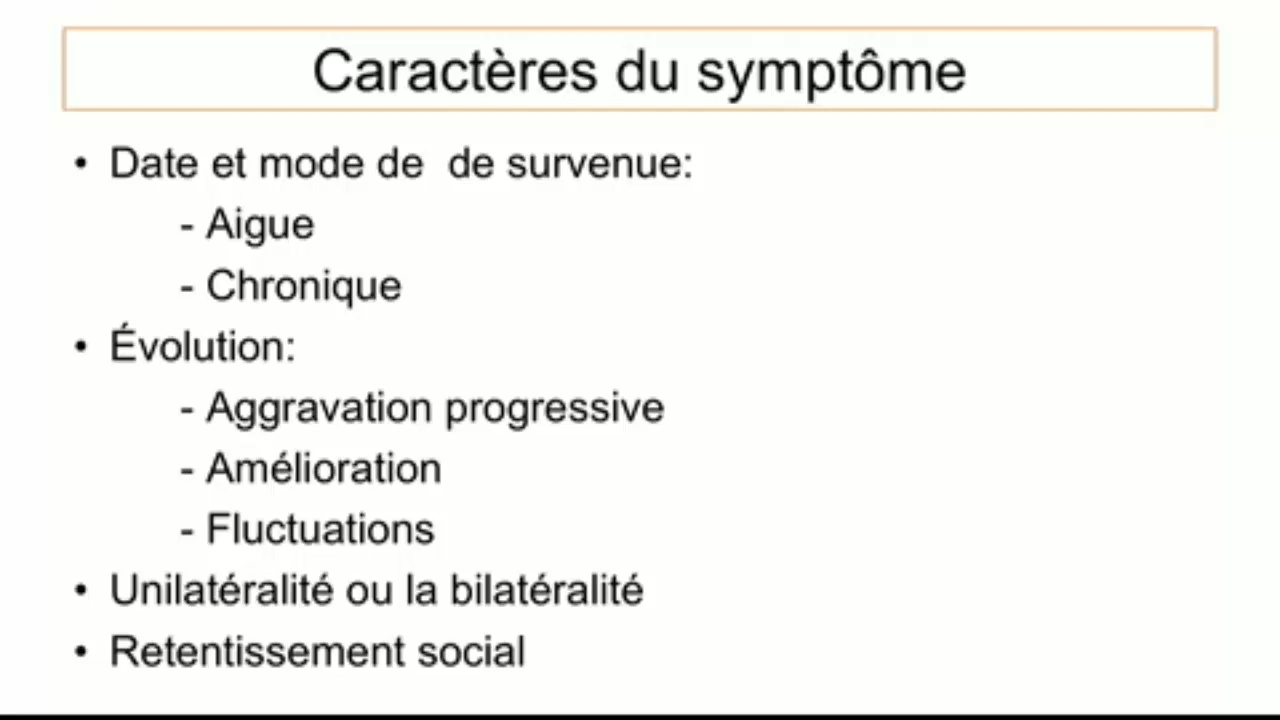 Caractères du symptôme
• Date et mode de  de survenue:
- Aigue
- Chronique
• Évolution:
- Aggravation progressive
- Amélioration
- Fluctuations
• Unilatéralité ou la bilatéralité
• Retentissement social